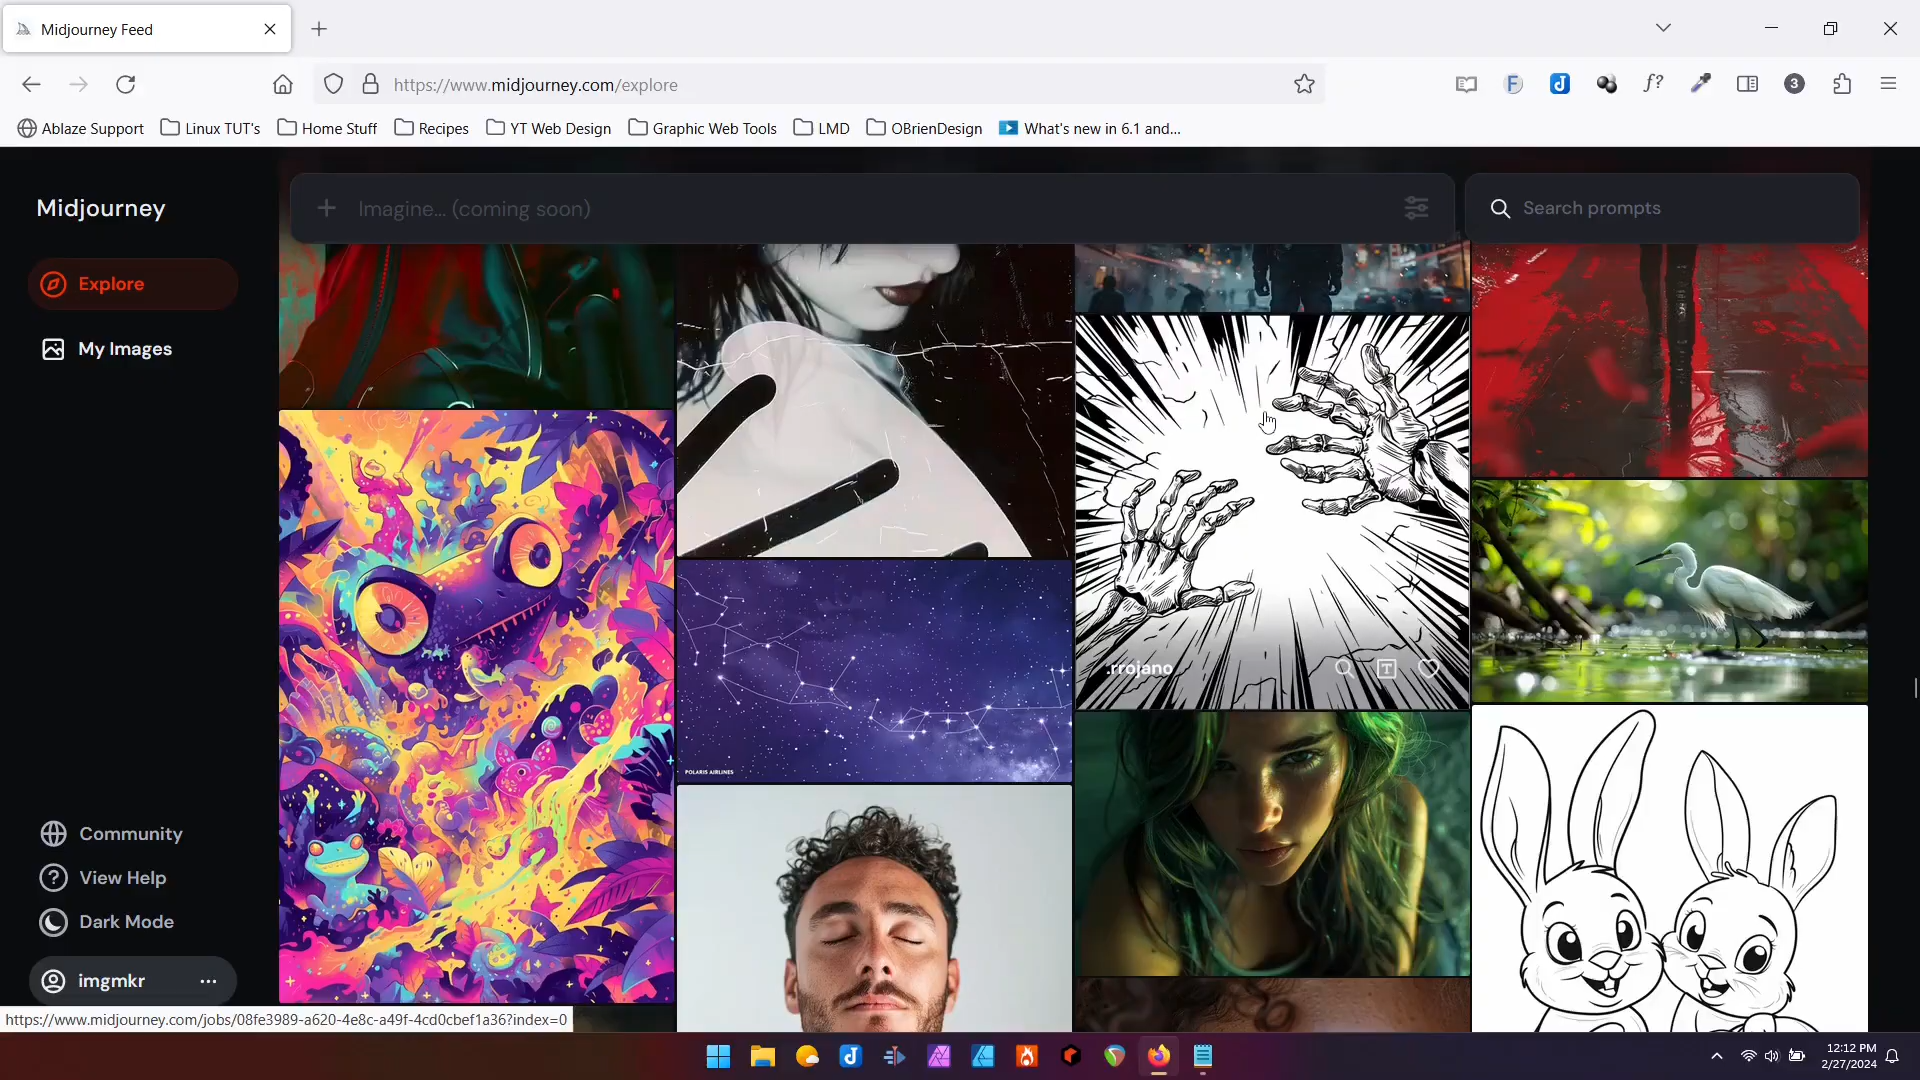 Midjourney Feed
https://www.midjourney.com/explore
F J f? 3
Ablaze Support Linux TUT's Home Stuff Recipes YT Web Design Graphic Web Tools LMD OBrienDesign What's new in 6.1 and...
Midjourney
Imagine... (coming soon)
Search prompts
Explore
My Images
.rrojano
T
POLARIS AIRLINES
Community
View Help
Dark Mode
imgmkr ...
https://www.midjourney.com/jobs/08fe3989-a620-4e8c-a49f-4cd0cbef1a36?index=0
J
12:12 PM
2/27/2024